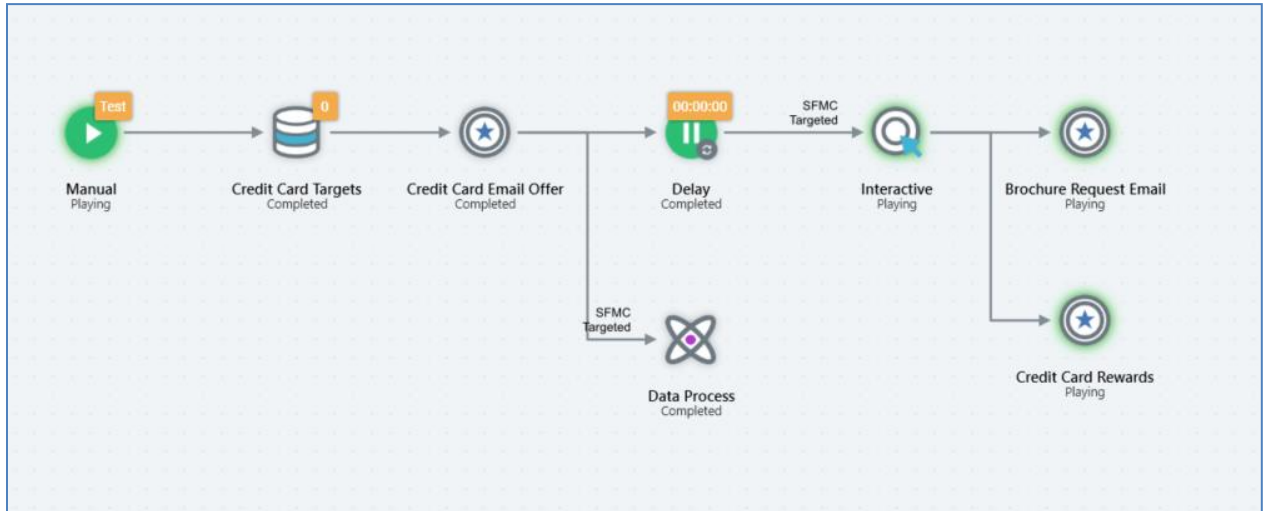 Test
Manual
Playing
0
Credit Card Targets
Completed
Credit Card Email Offer
Completed
00:00:00
Delay
Completed
SFMC
Targeted
Interactive
Playing
Brochure Request Email
Playing
SFMC
Targeted
Data Process
Completed
Credit Card Rewards
Playing